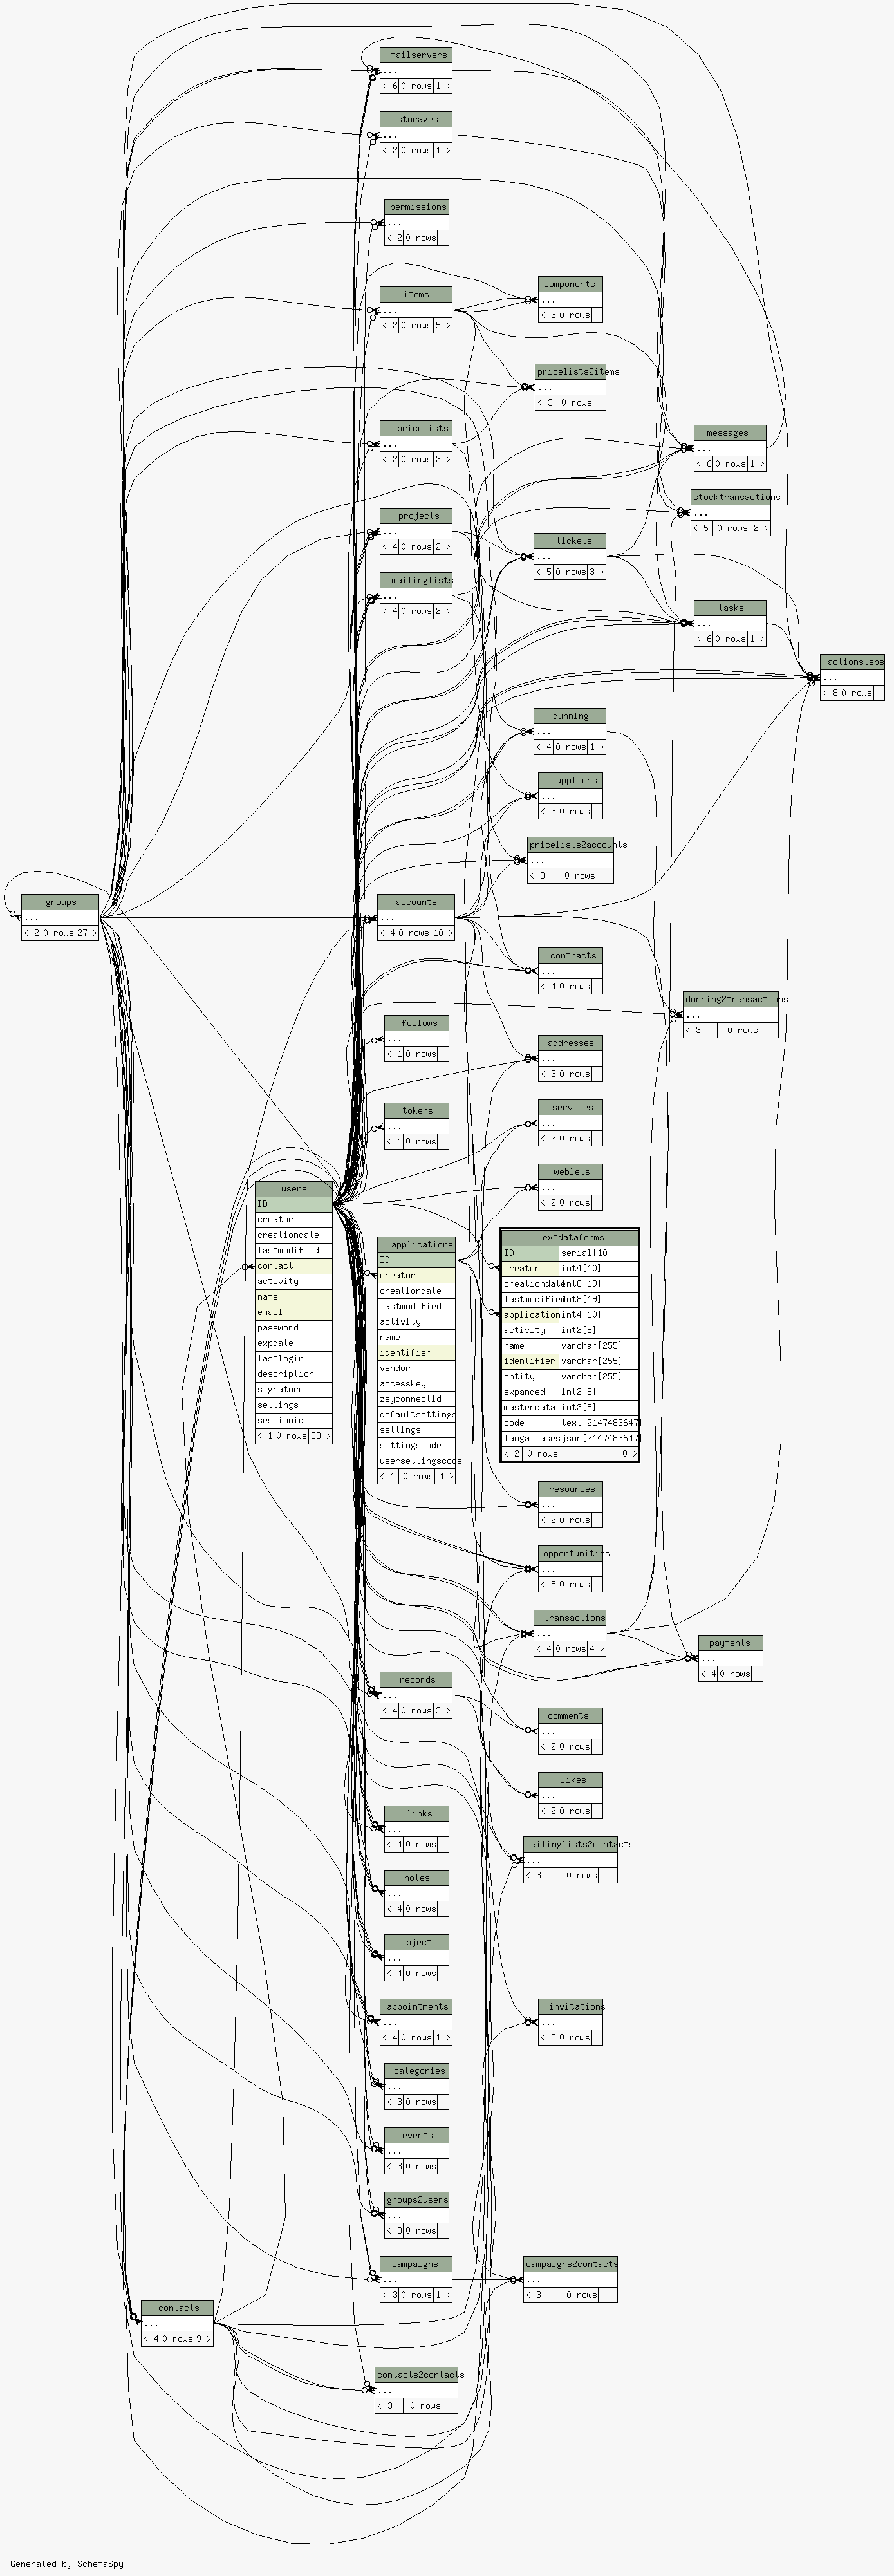 mailservers
...
< 6 0 rows 1 >
storages
...
< 2 0 rows 1 >
permissions
...
< 2 0 rows
items
...
< 2 0 rows 5 >
components
...
< 3 0 rows
pricelists2items
...
< 3 0 rows
pricelists
...
< 2 0 rows 2 >
messages
...
< 6 0 rows 1 >
stocktransactions
...
< 5 0 rows 2 >
projects
...
< 4 0 rows 2 >
tickets
...
< 5 0 rows 3 >
mailinglists
...
< 4 0 rows 2 >
tasks
...
< 6 0 rows 1 >
actionsteps
...
< 8 0 rows
dunning
...
< 4 0 rows 1 >
suppliers
...
< 3 0 rows
pricelists2accounts
...
< 3 0 rows
groups
...
< 2 0 rows 27 >
accounts
...
< 4 0 rows 10 >
contracts
...
< 4 0 rows
dunning2transactions
...
< 3 0 rows
follows
...
< 1 0 rows
addresses
...
< 3 0 rows
tokens
...
< 1 0 rows
services
...
< 2 0 rows
weblets
...
< 2 0 rows
users
ID
creator
creationdate
lastmodified
contact
activity
name
email
password
expdate
lastlogin
description
signature
settings
sessionid
< 1 0 rows 83 >
applications
ID
creator
creationdate
lastmodified
activity
name
identifier
vendor
accesskey
zeyconnectid
defaultsettings
settings
settingscode
usersettingscode
< 1 0 rows 4 >
extdataforms
ID serial[10]
creator int4[10]
creationdate int8[19]
lastmodified int8[19]
application int4[10]
activity int2[5]
name varchar[255]
identifier varchar[255]
entity varchar[255]
expanded int2[5]
masterdata int2[5]
code text[2147483647]
langaliases json[2147483647]
< 2 0 rows 0 >
resources
...
< 2 0 rows
opportunities
...
< 5 0 rows
transactions
...
< 4 0 rows 4 >
payments
...
< 4 0 rows
records
...
< 4 0 rows 3 >
comments
...
< 2 0 rows
likes
...
< 2 0 rows
links
...
< 4 0 rows
mailinglists2contacts
...
< 3 0 rows
notes
...
< 4 0 rows
objects
...
< 4 0 rows
appointments
...
< 4 0 rows 1 >
invitations
...
< 3 0 rows
categories
...
< 3 0 rows
events
...
< 3 0 rows
groups2users
...
< 3 0 rows
campaigns
...
< 3 0 rows 1 >
campaigns2contacts
...
< 3 0 rows
contacts
...
< 4 0 rows 9 >
contacts2contacts
...
< 3 0 rows
Generated by SchemaSpy